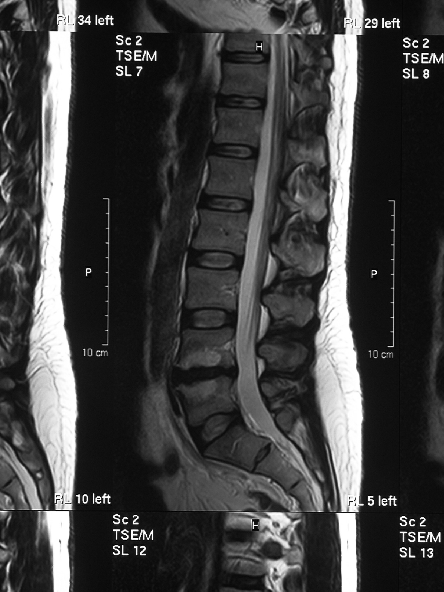 RL 34 left
RL 29 left
Sc 2
TSE/M
SL 7
H
Sc 2
TSE/M
SL 8
P
10 cm
P
10 cm
RL 10 left
RL 5 left
Sc 2
TSE/M
SL 12
H
Sc 2
TSE/M
SL 13